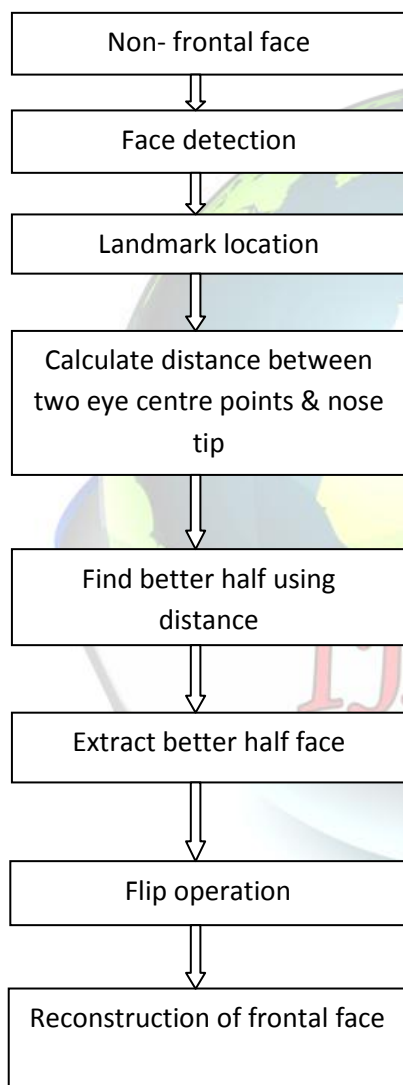 Non- frontal face
Face detection
Landmark location
Calculate distance between
two eye centre points & nose
tip
Find better half using
distance
Extract better half face
Flip operation
Reconstruction of frontal face